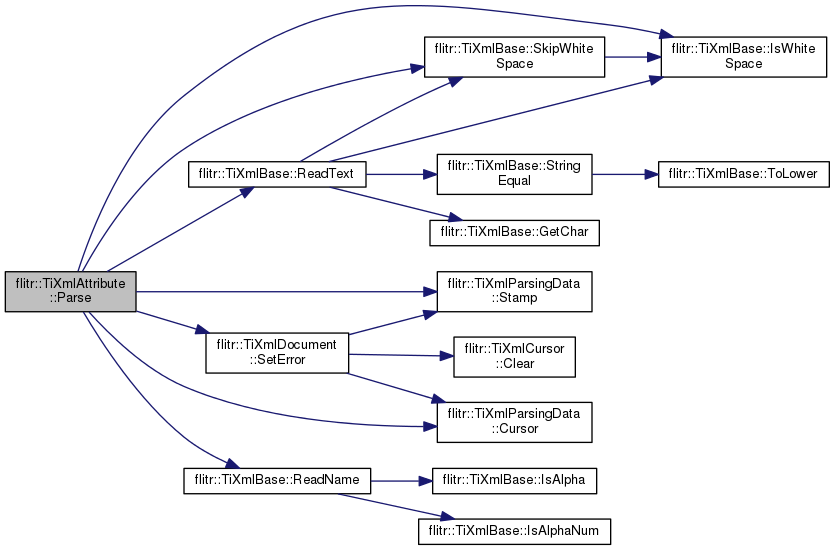 flitr::TiXmlBase::SkipWhite
Space
flitr::TiXmlBase::IsWhite
Space
flitr::TiXmlBase::ReadText
flitr::TiXmlBase::String
Equal
flitr::TiXmlBase::ToLower
flitr::TiXmlBase::GetChar
flitr::TiXmlAttribute
::Parse
flitr::TiXmlParsingData
::Stamp
flitr::TiXmlDocument
::SetError
flitr::TiXmlCursor
::Clear
flitr::TiXmlParsingData
::Cursor
flitr::TiXmlBase::ReadName
flitr::TiXmlBase::IsAlpha
flitr::TiXmlBase::IsAlphaNum